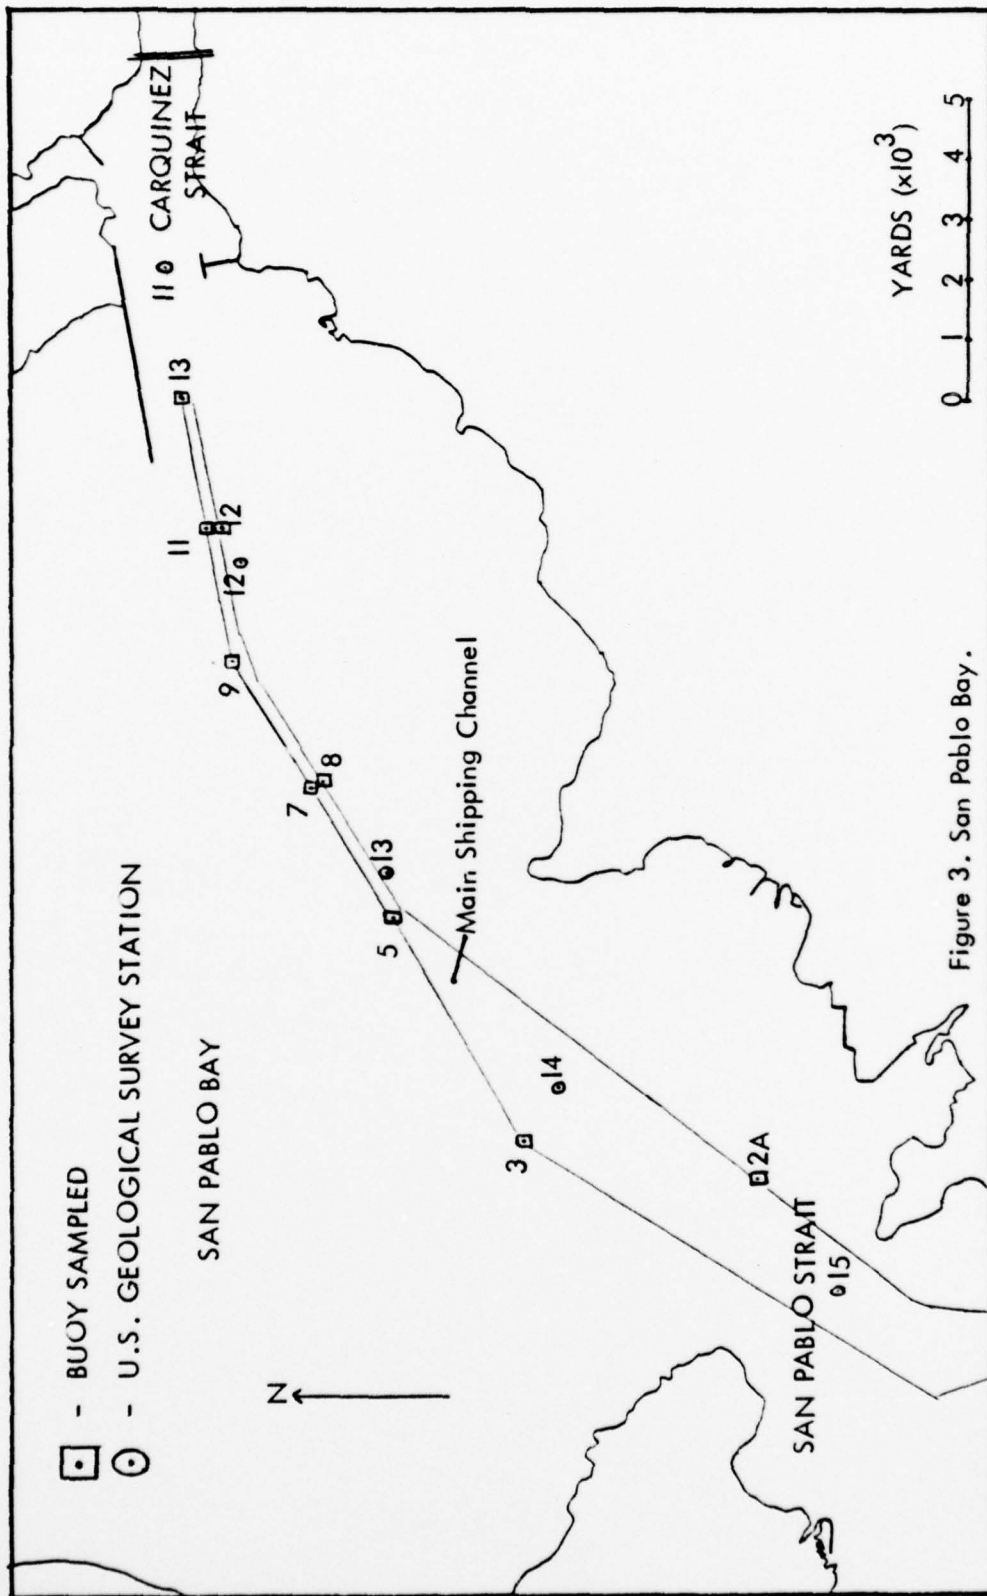 ⊡ - BUOY SAMPLED
⊙ - U.S. GEOLOGICAL SURVEY STATION
SAN PABLO BAY
N
CARQUINEZ
STRAIT
11
13
11
12
12
9
7
8
13
5
Main Shipping Channel
14
3
2A
SAN PABLO STRAIT
15
YARDS (x10³)
0 1 2 3 4 5
Figure 3. San Pablo Bay.